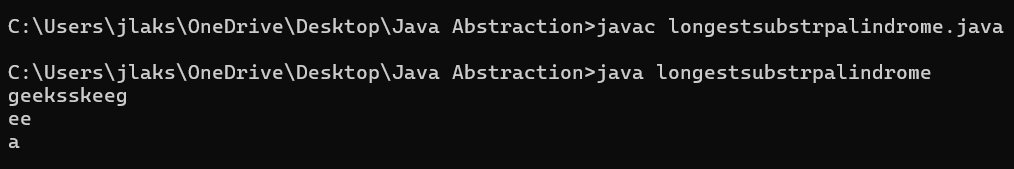 C:\Users\jlaks\OneDrive\Desktop\Java Abstraction>javac longestsubstrpalindrome.java
C:\Users\jlaks\OneDrive\Desktop\Java Abstraction>java longestsubstrpalindrome
geeksskeeg
ee
a